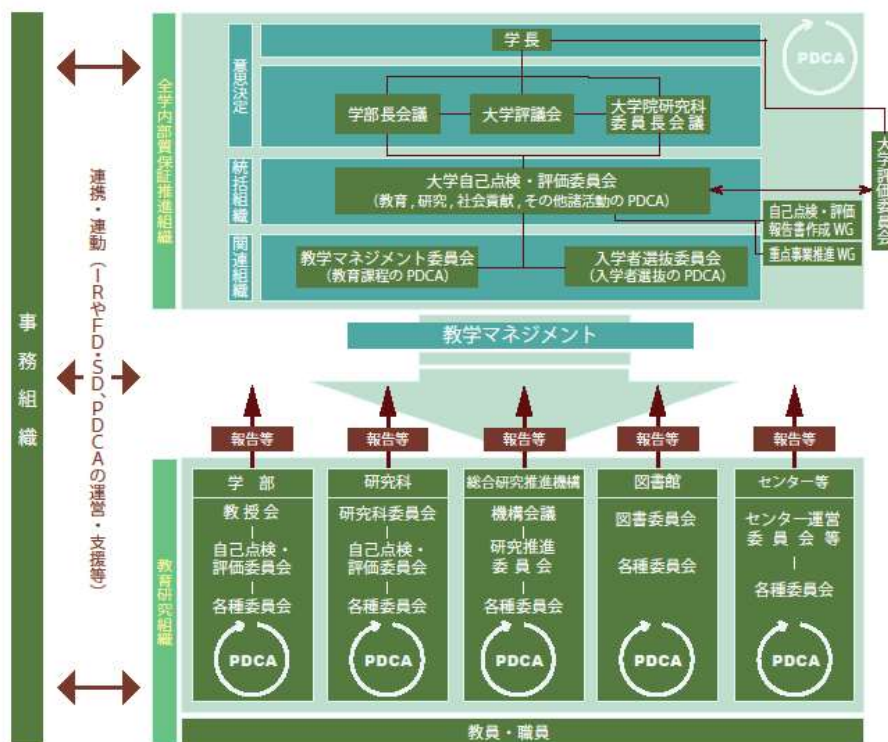 事務組織
連携・連動（IRやFD・SD、PDCAの運営・支援等）
全学内部質保証推進組織
意思決定
学長
PDCA
学部長会議
大学評議会
大学院研究科
委員長会議
大学評価委員会
統括組織
大学自己点検・評価委員会
（教育，研究，社会貢献，その他諸活動のPDCA）
自己点検・評価
報告書作成WG
重点事業推進WG
関連組織
教学マネジメント委員会
（教育課程のPDCA）
入学者選抜委員会
（入学者選抜のPDCA）
教学マネジメント
報告等
報告等
報告等
報告等
報告等
教育研究組織
学部
教授会
自己点検・
評価委員会
各種委員会
PDCA
研究科
研究科委員会
自己点検・
評価委員会
各種委員会
PDCA
総合研究推進機構
機構会議
研究推進
委員会
各種委員会
PDCA
図書館
図書委員会
各種委員会
PDCA
センター等
センター運営
委員会等
各種委員会
PDCA
教員・職員